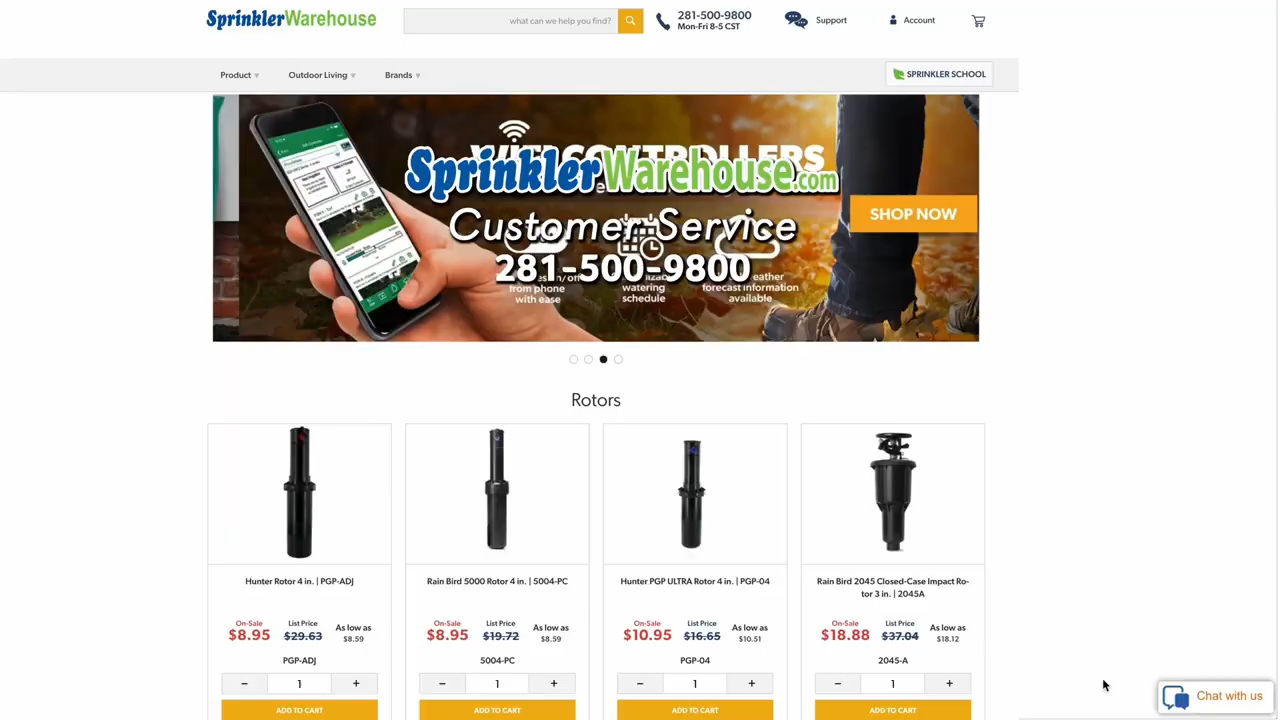 SprinklerWarehouse
what can we help you find?
281-500-9800
Mon-Fri 8-5 CST
Support
Account
Product
Outdoor Living
Brands
SPRINKLER SCHOOL
SprinklerWarehouse.com
Customer Service
281-500-9800
SHOP NOW
from phone
with ease
watering
schedule
forecast information
available
Rotors
Hunter Rotor 4 in. | PGP-ADJ
On-Sale
$8.95
List Price
$29.63
As low as
$8.59
PGP-ADJ
− 1 +
ADD TO CART
Rain Bird 5000 Rotor 4 in. | 5004-PC
On-Sale
$8.95
List Price
$19.72
As low as
$8.59
5004-PC
− 1 +
ADD TO CART
Hunter PGP ULTRA Rotor 4 in. | PGP-04
On-Sale
$10.95
List Price
$16.65
As low as
$10.51
PGP-04
− 1 +
ADD TO CART
Rain Bird 2045 Closed-Case Impact Ro-
tor 3 in. | 2045A
On-Sale
$18.88
List Price
$37.04
As low as
$18.12
2045-A
− 1 +
ADD TO CART
Chat with us